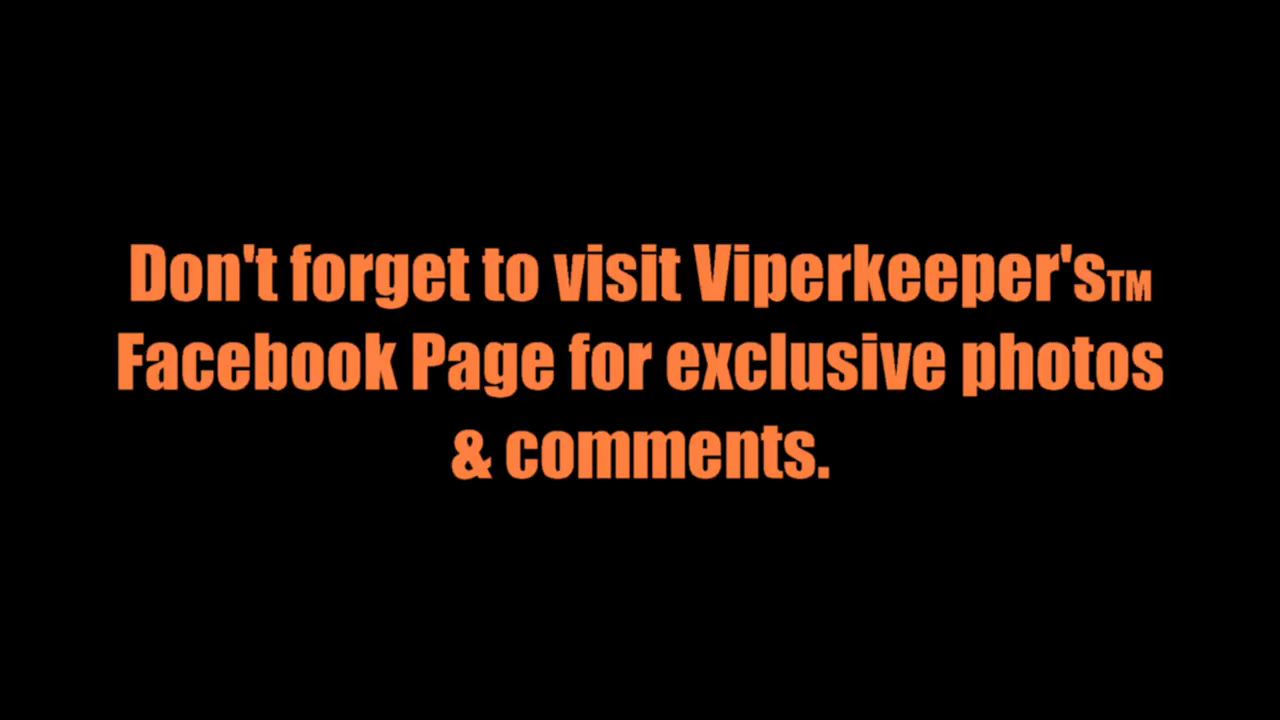 Don't forget to visit Viperkeeper's™
Facebook Page for exclusive photos
& comments.